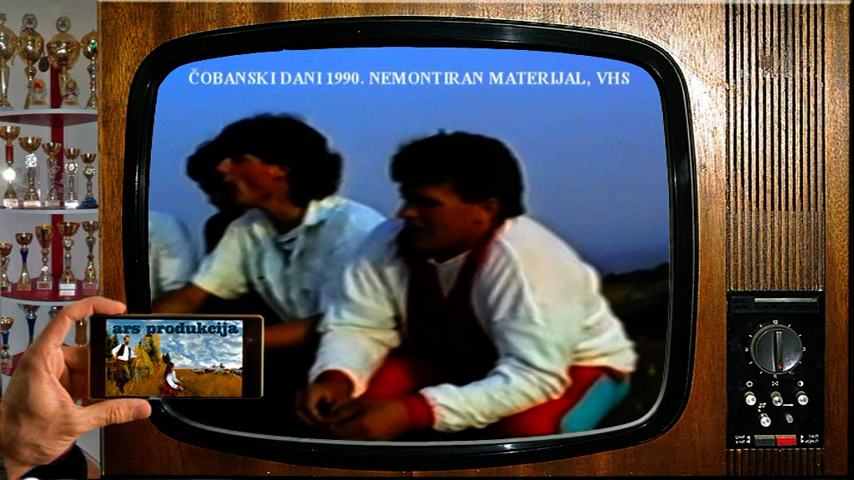 ČOBANSKI DANI 1990. NEMONTIRAN MATERIJAL, VHS
ars produkcija